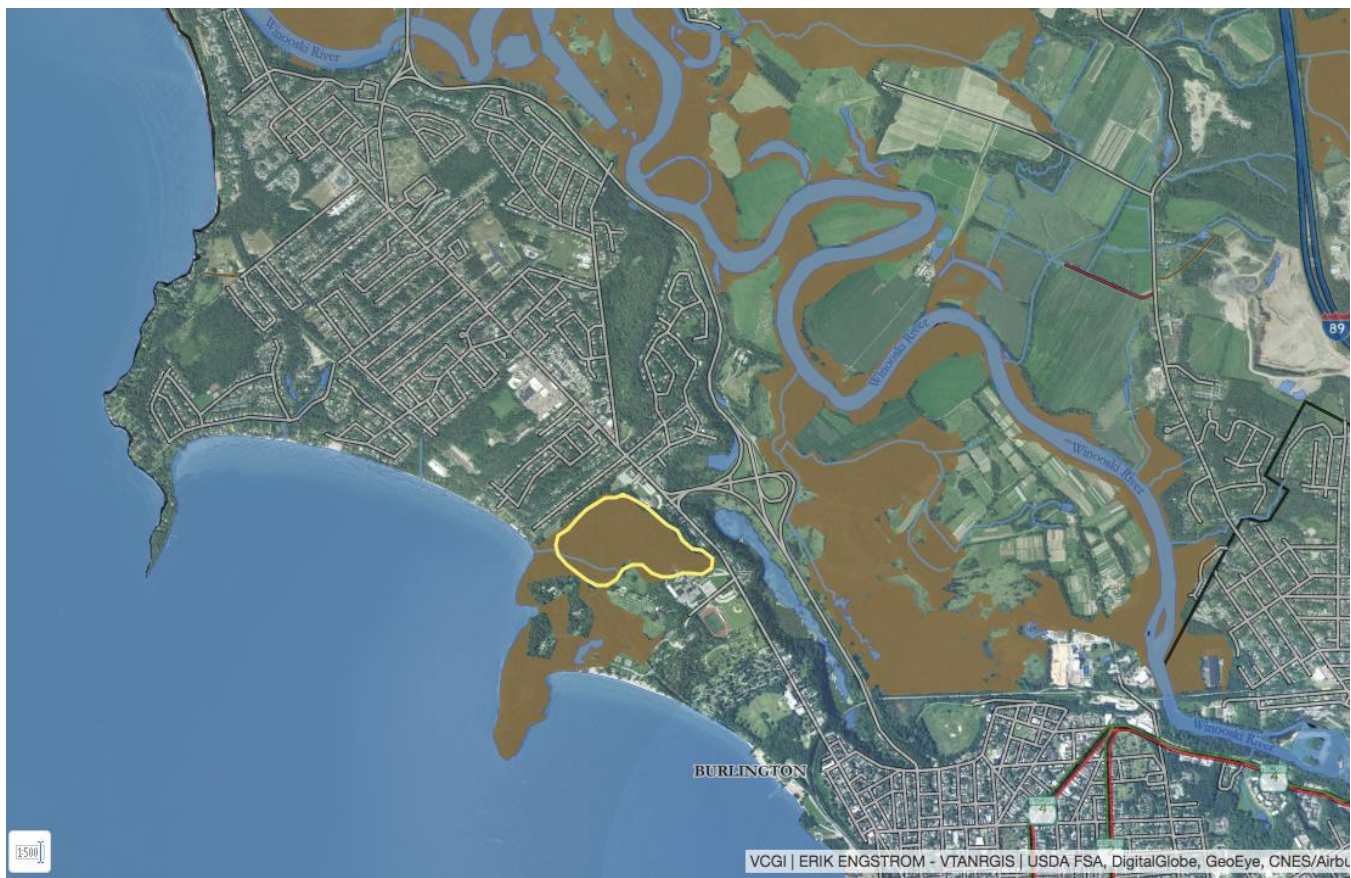 Winooski River
89
Winooski River
Winooski River
Winooski River
BURLINGTON
4
4
1:500
VCGI | ERIK ENGSTROM - VTANRGIS | USDA FSA, DigitalGlobe, GeoEye, CNES/Airbu